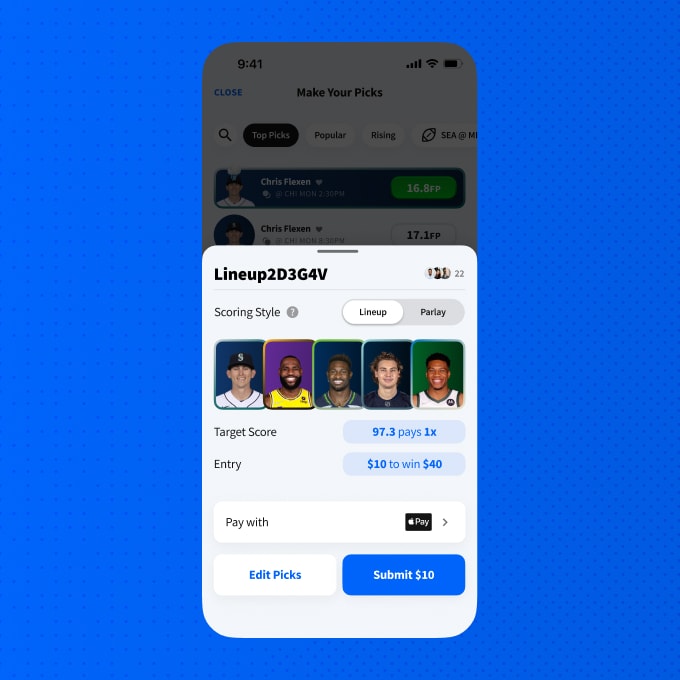 9:41
CLOSE
Make Your Picks
Top Picks
Popular
Rising
SEA @ MI
Chris Flexen
@ CHI MON 2:30PM
16.8FP
Chris Flexen
@ CHI MON 8:30PM
17.1FP
Lineup2D3G4V
22
Scoring Style ?
Lineup
Parlay
S
Target Score
97.3 pays 1x
Entry
$10 to win $40
Pay with
Pay
Edit Picks
Submit $10